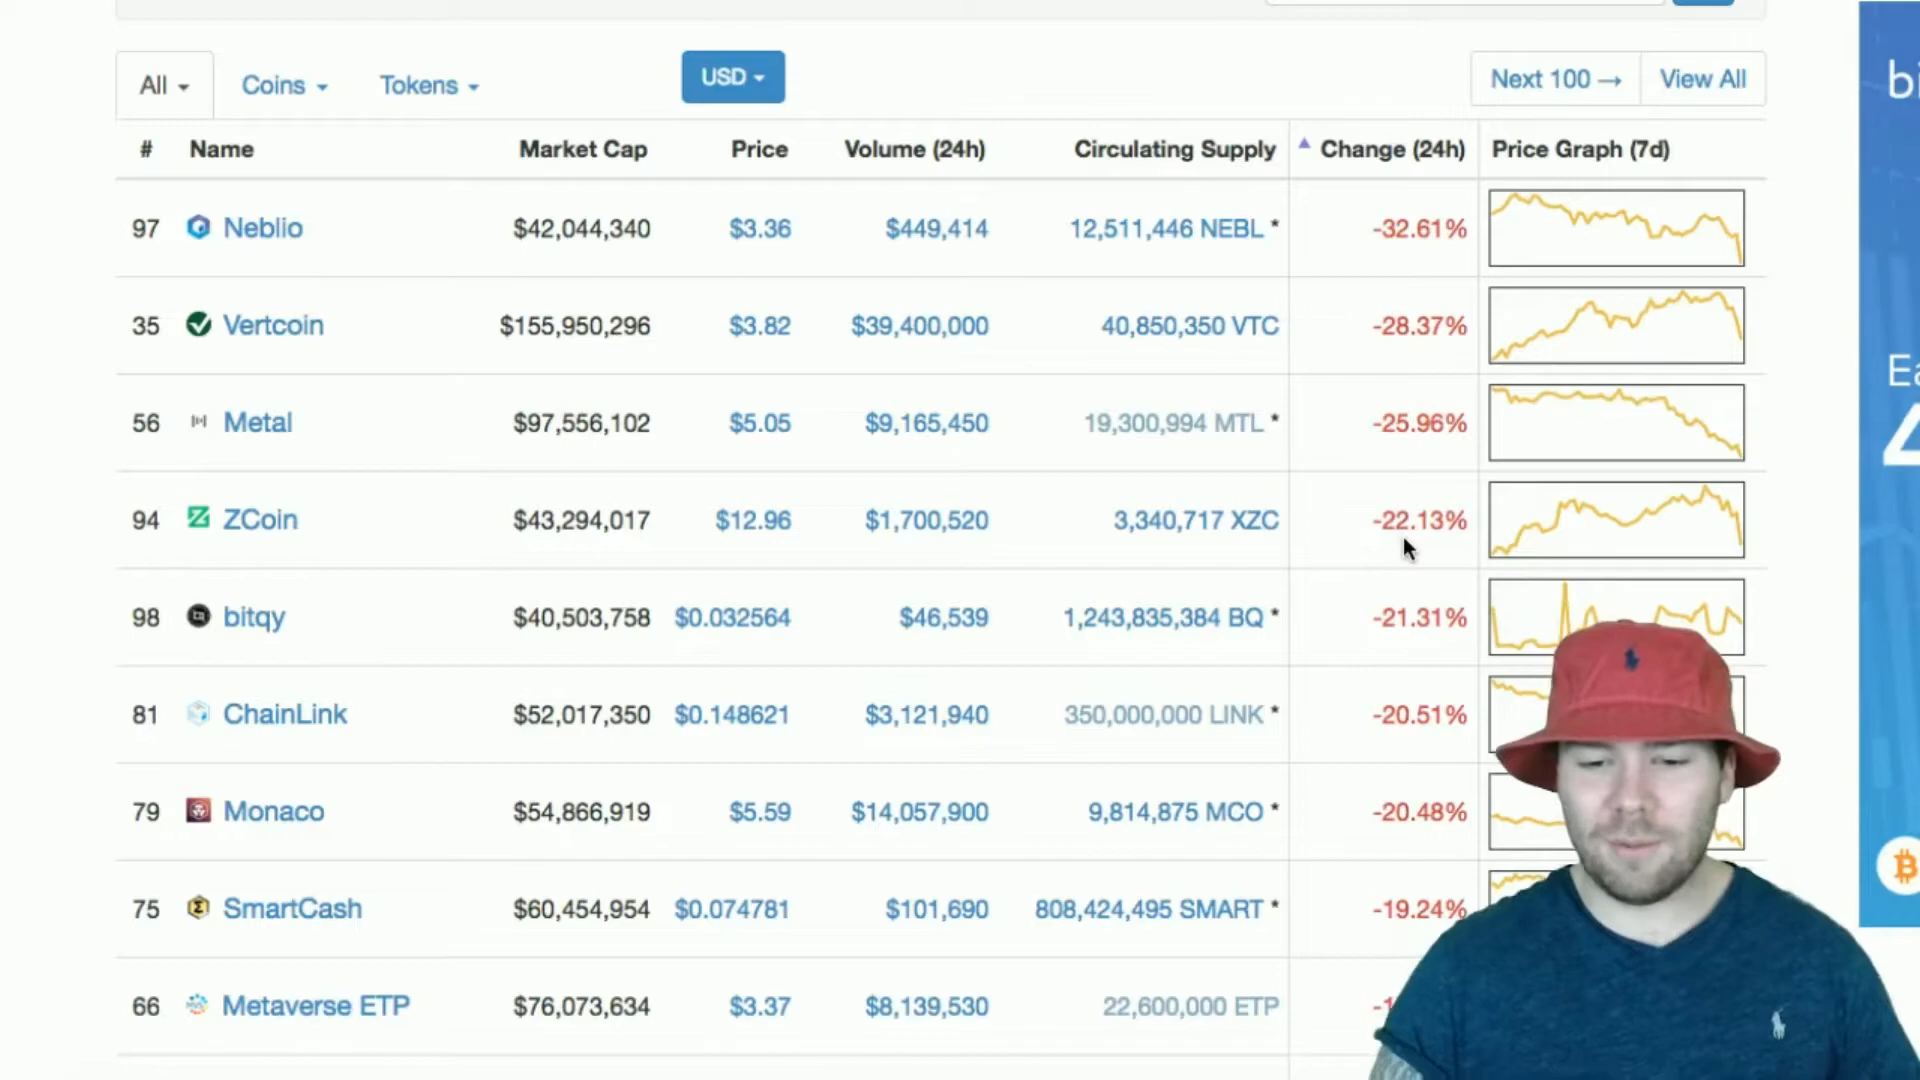 All Coins Tokens USD Next 100 → View All
# Name Market Cap Price Volume (24h) Circulating Supply Change (24h) Price Graph (7d)
97 Neblio $42,044,340 $3.36 $449,414 12,511,446 NEBL * -32.61%
35 Vertcoin $155,950,296 $3.82 $39,400,000 40,850,350 VTC -28.37%
56 Metal $97,556,102 $5.05 $9,165,450 19,300,994 MTL * -25.96%
94 ZCoin $43,294,017 $12.96 $1,700,520 3,340,717 XZC -22.13%
98 bitqy $40,503,758 $0.032564 $46,539 1,243,835,384 BQ * -21.31%
81 ChainLink $52,017,350 $0.148621 $3,121,940 350,000,000 LINK * -20.51%
79 Monaco $54,866,919 $5.59 $14,057,900 9,814,875 MCO * -20.48%
75 SmartCash $60,454,954 $0.074781 $101,690 808,424,495 SMART * -19.24%
66 Metaverse ETP $76,073,634 $3.37 $8,139,530 22,600,000 ETP